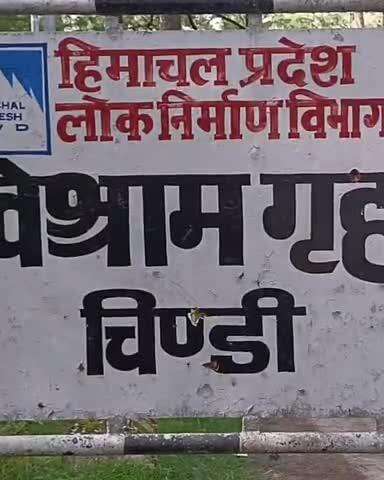 हिमाचल प्रदेश
लोक निर्माण विभाग
विश्राम गृह
चिण्डी